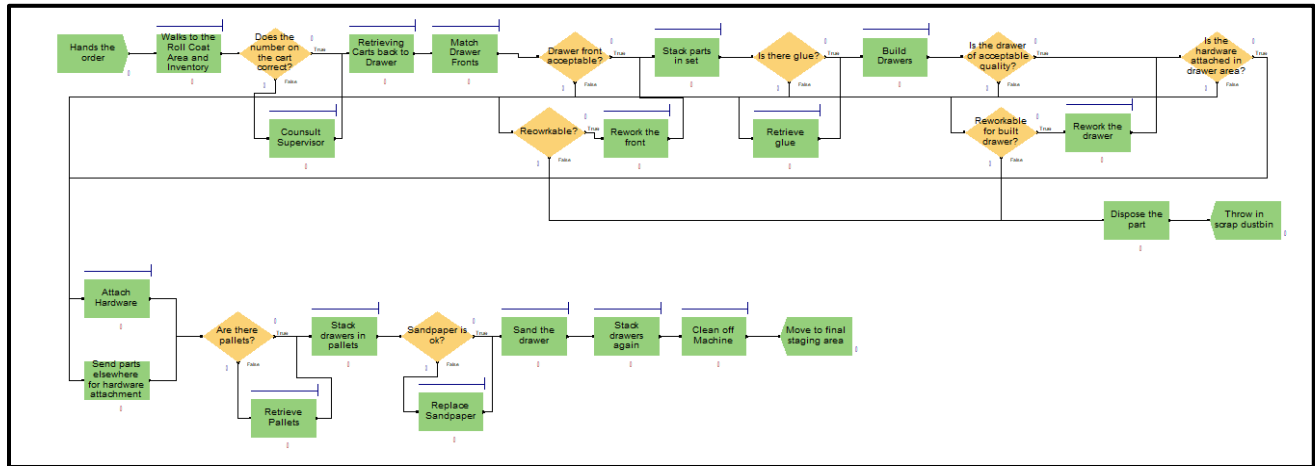 Hands the
order
Walks to the
Roll Coat
Area and
Inventory
Does the
number on
the cart
correct?
True
False
Retrieving
Carts back to
Drawer
Match
Drawer
Fronts
Drawer front
acceptable?
True
False
Stack parts
in set
Is there glue?
True
False
Build
Drawers
Is the drawer
of acceptable
quality?
True
False
Is the
hardware
attached in
drawer area?
True
False
Counsult
Supervisor
Reowrkable?
True
False
Rework the
front
Retrieve
glue
Reworkable
for built
drawer?
True
False
Rework the
drawer
Dispose the
part
Throw in
scrap dustbin
Attach
Hardware
Send parts
elsewhere
for hardware
attachment
Are there
pallets?
True
False
Stack
drawers in
pallets
Sandpaper is
ok?
True
False
Sand the
drawer
Stack
drawers
again
Clean off
Machine
Move to final
staging area
Retrieve
Pallets
Replace
Sandpaper